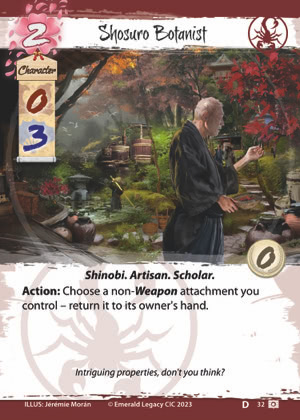 2
Shosuro Botanist
Character
0
3
0
Shinobi. Artisan. Scholar.
Action: Choose a non-Weapon attachment you
control – return it to its owner's hand.
Intriguing properties, don't you think?
ILLUS: Jérémie Morán © Emerald Legacy CIC 2023 D 32